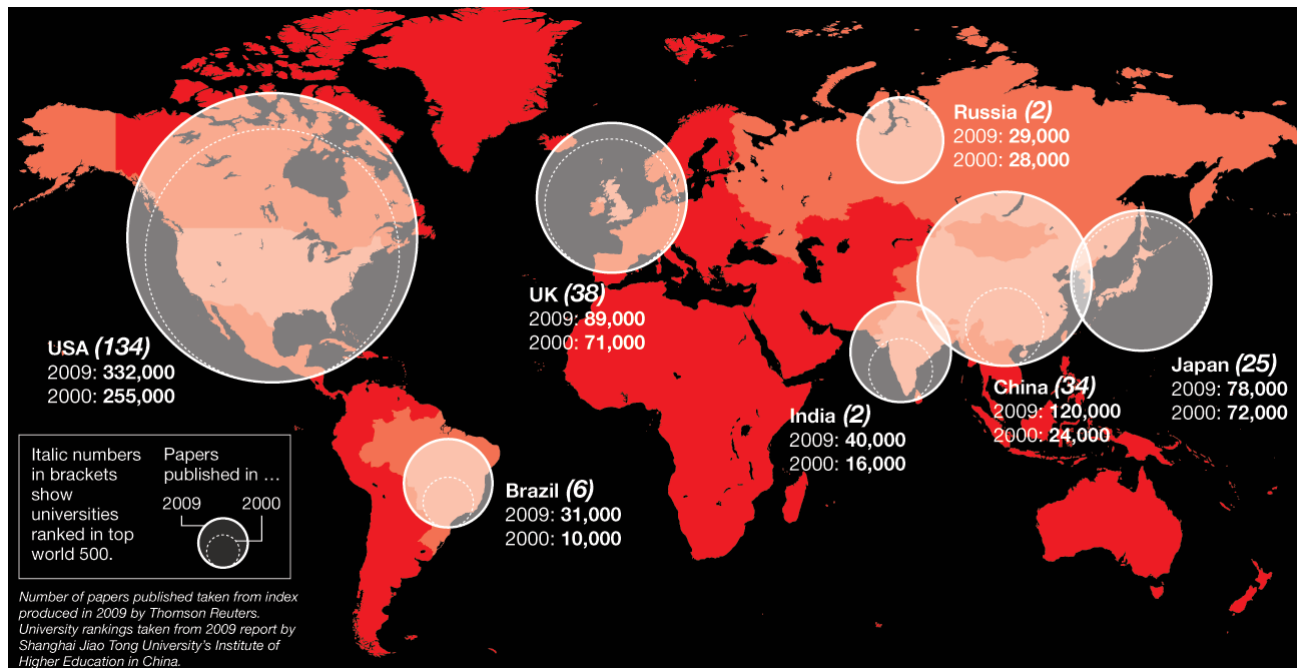 Russia (2)
2009: 29,000
2000: 28,000
UK (38)
2009: 89,000
2000: 71,000
USA (134)
2009: 332,000
2000: 255,000
Japan (25)
2009: 78,000
2000: 72,000
China (34)
2009: 120,000
2000: 24,000
India (2)
2009: 40,000
2000: 16,000
Brazil (6)
2009: 31,000
2000: 10,000
Italic numbers
in brackets
show
universities
ranked in top
world 500.
Papers
published in ...
2009
2000
Number of papers published taken from index
produced in 2009 by Thomson Reuters.
University rankings taken from 2009 report by
Shanghai Jiao Tong University's Institute of
Higher Education in China.